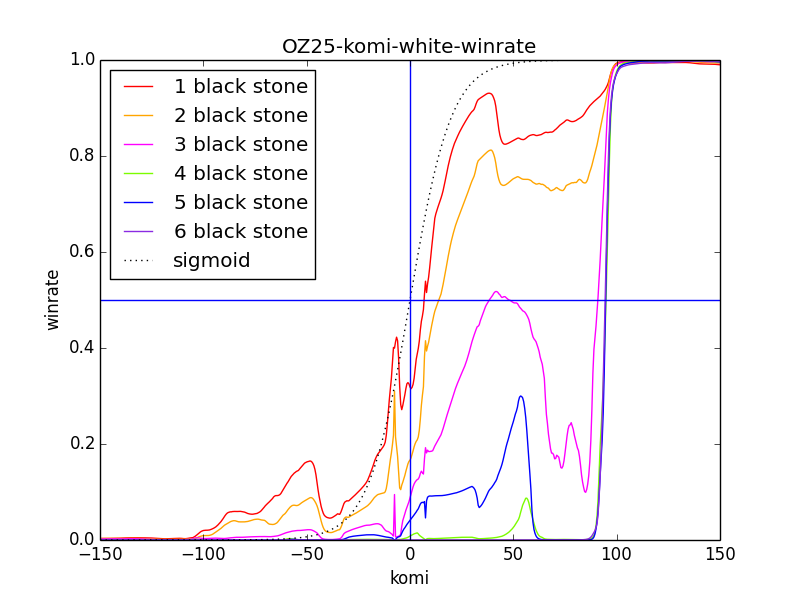 OZ25-komi-white-winrate
1.0
0.8
0.6
0.4
0.2
0.0
winrate
1 black stone
2 black stone
3 black stone
4 black stone
5 black stone
6 black stone
sigmoid
−150 −100 −50 0 50 100 150
komi